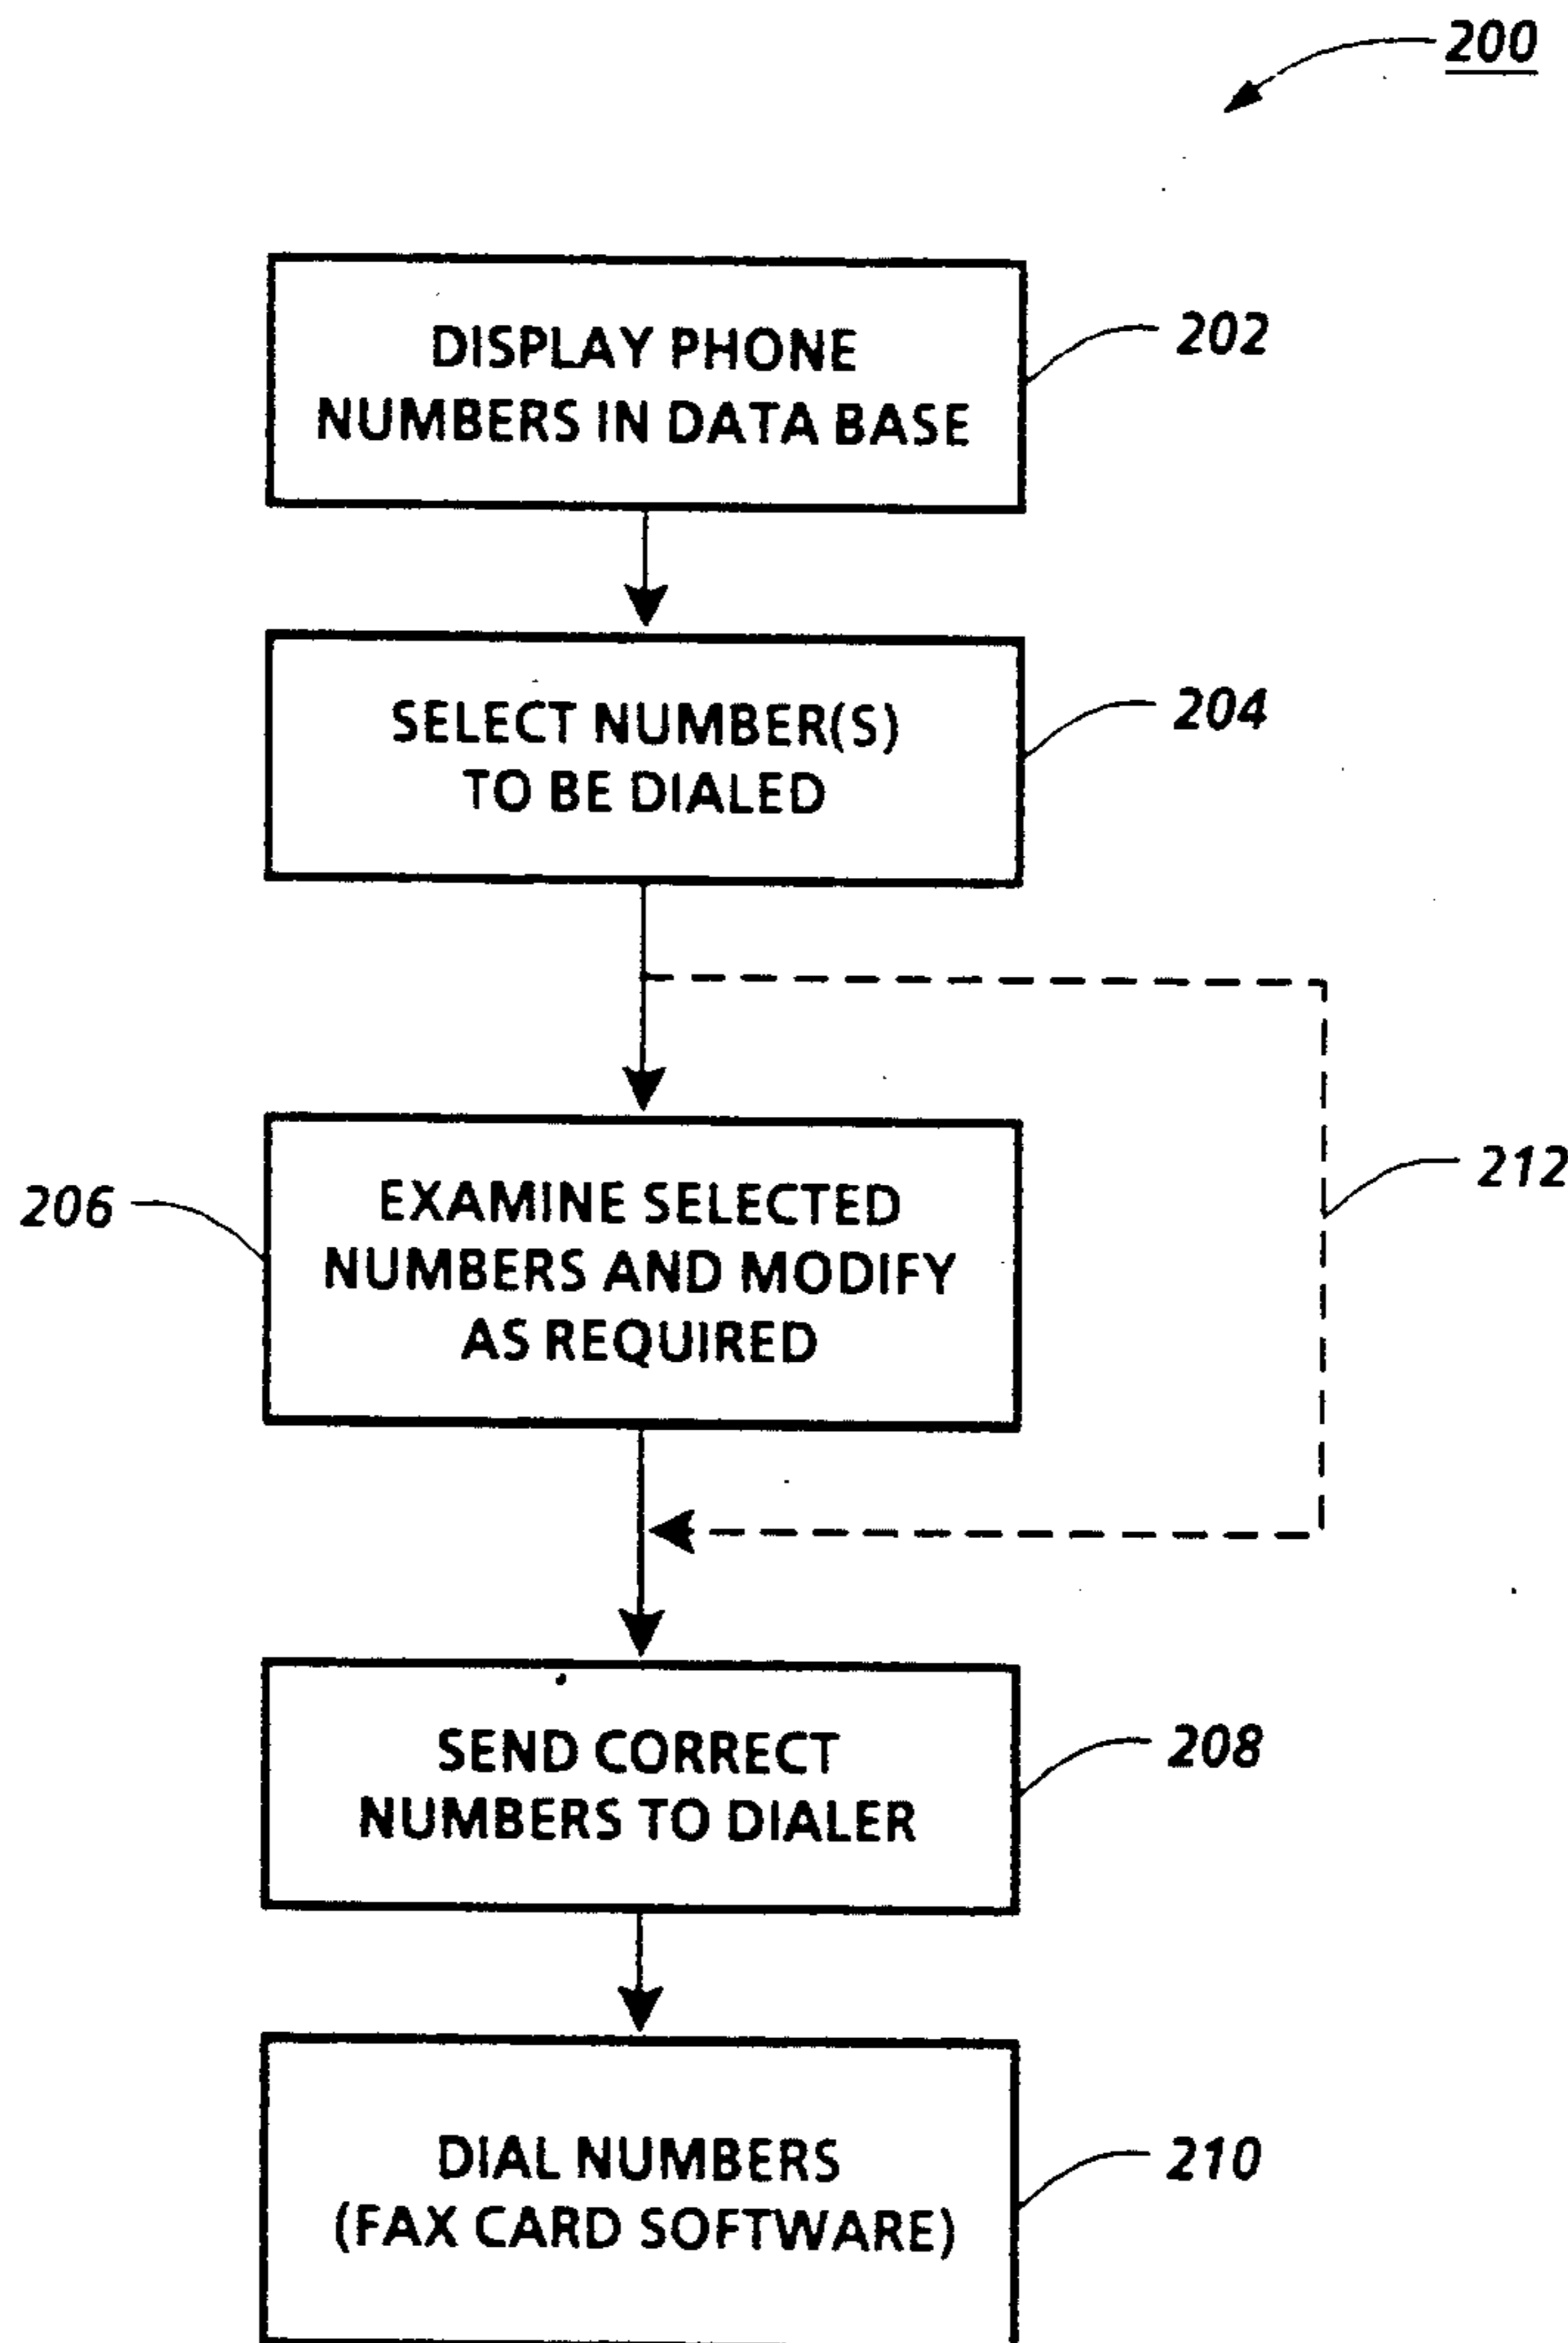 200
DISPLAY PHONE
NUMBERS IN DATA BASE
202
SELECT NUMBER(S)
TO BE DIALED
204
206
EXAMINE SELECTED
NUMBERS AND MODIFY
AS REQUIRED
212
SEND CORRECT
NUMBERS TO DIALER
208
DIAL NUMBERS
(FAX CARD SOFTWARE)
210